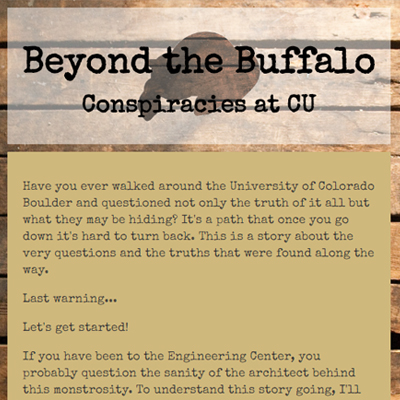 Beyond the Buffalo
Conspiracies at CU
Have you ever walked around the University of Colorado
Boulder and questioned not only the truth of it all but
what they may be hiding? It's a path that once you go
down it's hard to turn back. This is a story about the
very questions and the truths that were found along the
way.
Last warning...
Let's get started!
If you have been to the Engineering Center, you
probably question the sanity of the architect behind
this monstrosity. To understand this story going, I'll